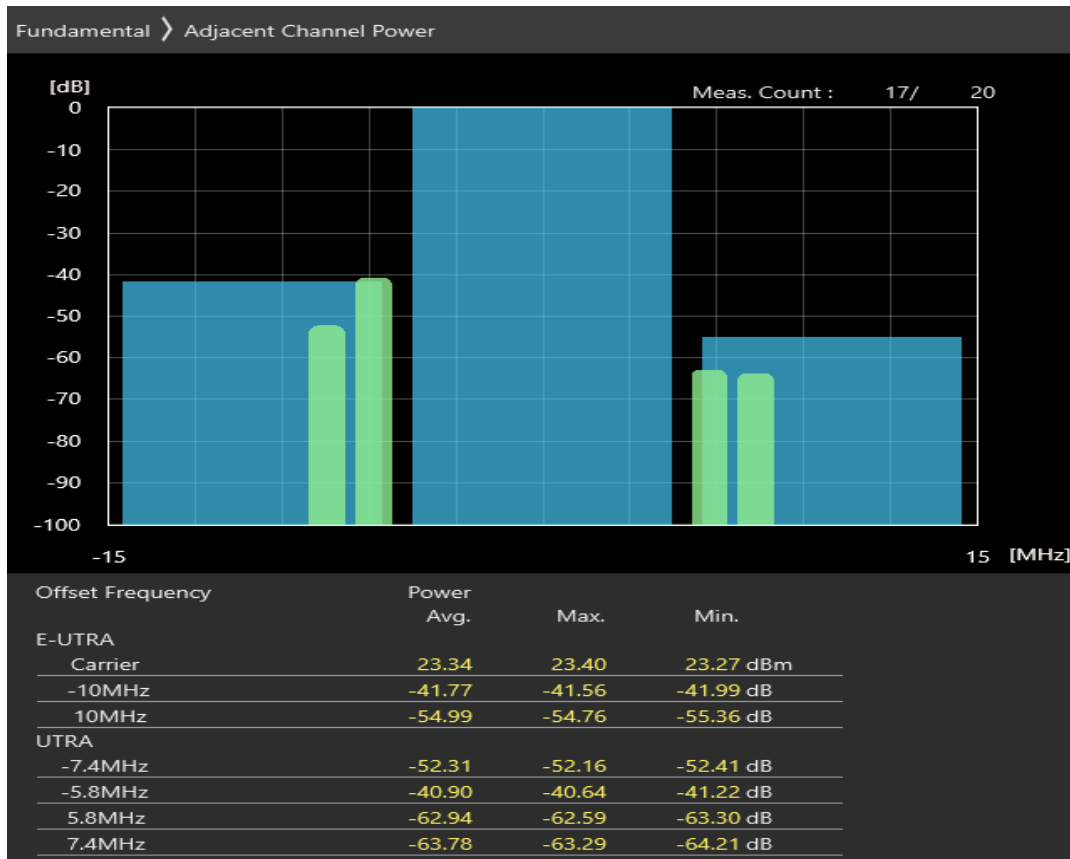 Fundamental 》 Adjacent Channel Power
[dB]
Meas. Count : 17/ 20
0
-10
-20
-30
-40
-50
-60
-70
-80
-90
-100
-15 15 [MHz]
Offset Frequency Power
Avg. Max. Min.
E-UTRA
Carrier 23.34 23.40 23.27 dBm
-10MHz -41.77 -41.56 -41.99 dB
10MHz -54.99 -54.76 -55.36 dB
UTRA
-7.4MHz -52.31 -52.16 -52.41 dB
-5.8MHz -40.90 -40.64 -41.22 dB
5.8MHz -62.94 -62.59 -63.30 dB
7.4MHz -63.78 -63.29 -64.21 dB